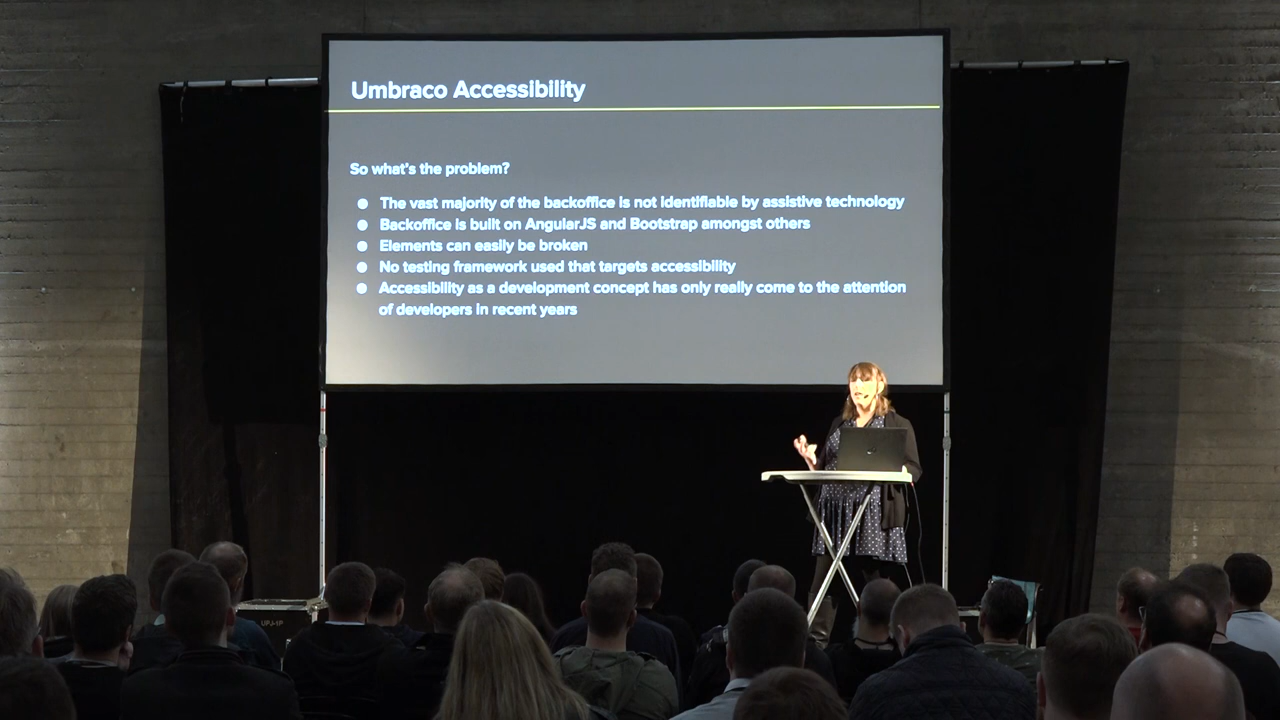 Umbraco Accessibility
So what's the problem?
● The vast majority of the backoffice is not identifiable by assistive technology
● Backoffice is built on AngularJS and Bootstrap amongst others
● Elements can easily be broken
● No testing framework used that targets accessibility
● Accessibility as a development concept has only really come to the attention
of developers in recent years
UPJ-1P